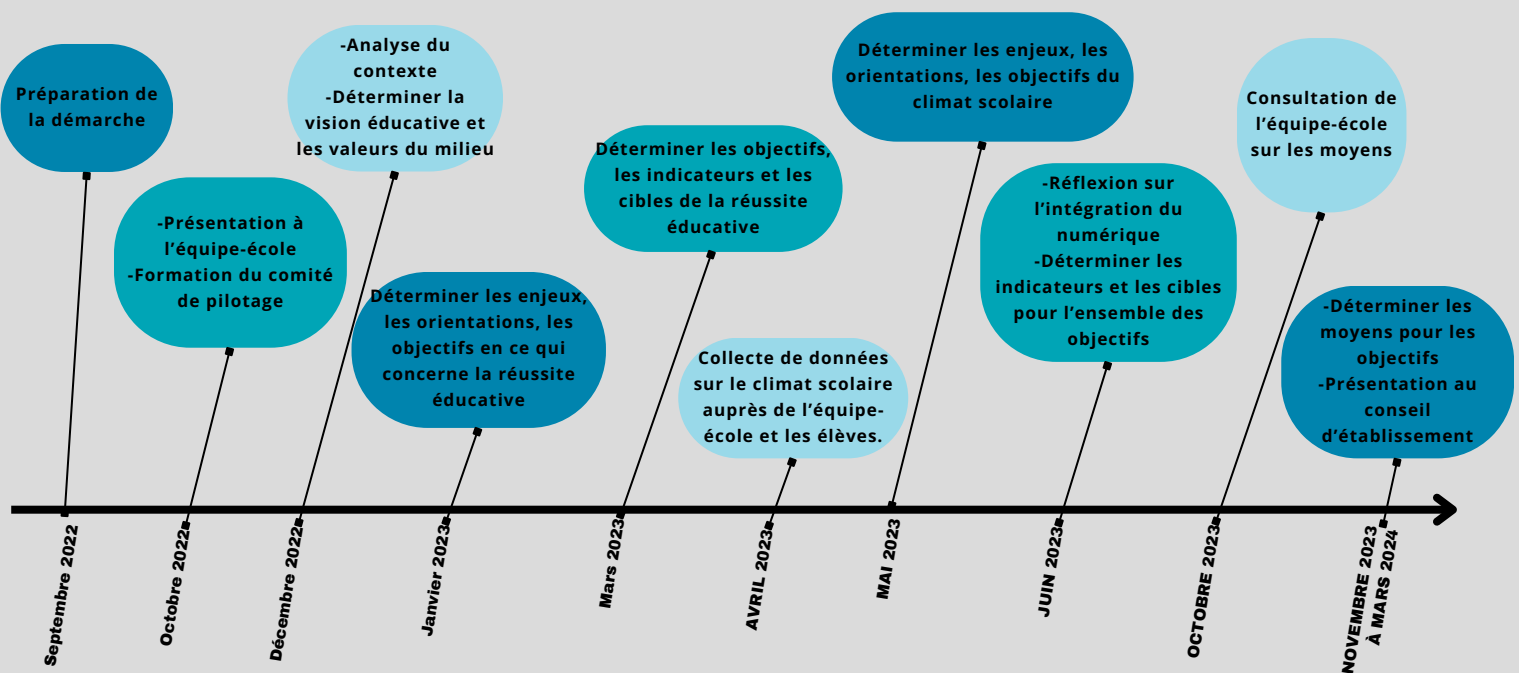 Préparation de
la démarche
-Présentation à
l’équipe-école
-Formation du comité
de pilotage
-Analyse du
contexte
-Déterminer la
vision éducative et
les valeurs du milieu
Déterminer les enjeux,
les orientations, les
objectifs en ce qui
concerne la réussite
éducative
Déterminer les objectifs,
les indicateurs et les
cibles de la réussite
éducative
Collecte de données
sur le climat scolaire
auprès de l’équipe-
école et les élèves.
Déterminer les enjeux, les
orientations, les objectifs du
climat scolaire
-Réflexion sur
l’intégration du
numérique
-Déterminer les
indicateurs et les cibles
pour l’ensemble des
objectifs
Consultation de
l’équipe-école
sur les moyens
-Déterminer les
moyens pour les
objectifs
-Présentation au
conseil
d’établissement
Septembre 2022
Octobre 2022
Décembre 2022
Janvier 2023
Mars 2023
AVRIL 2023
MAI 2023
JUIN 2023
OCTOBRE 2023
NOVEMBRE 2023
À MARS 2024